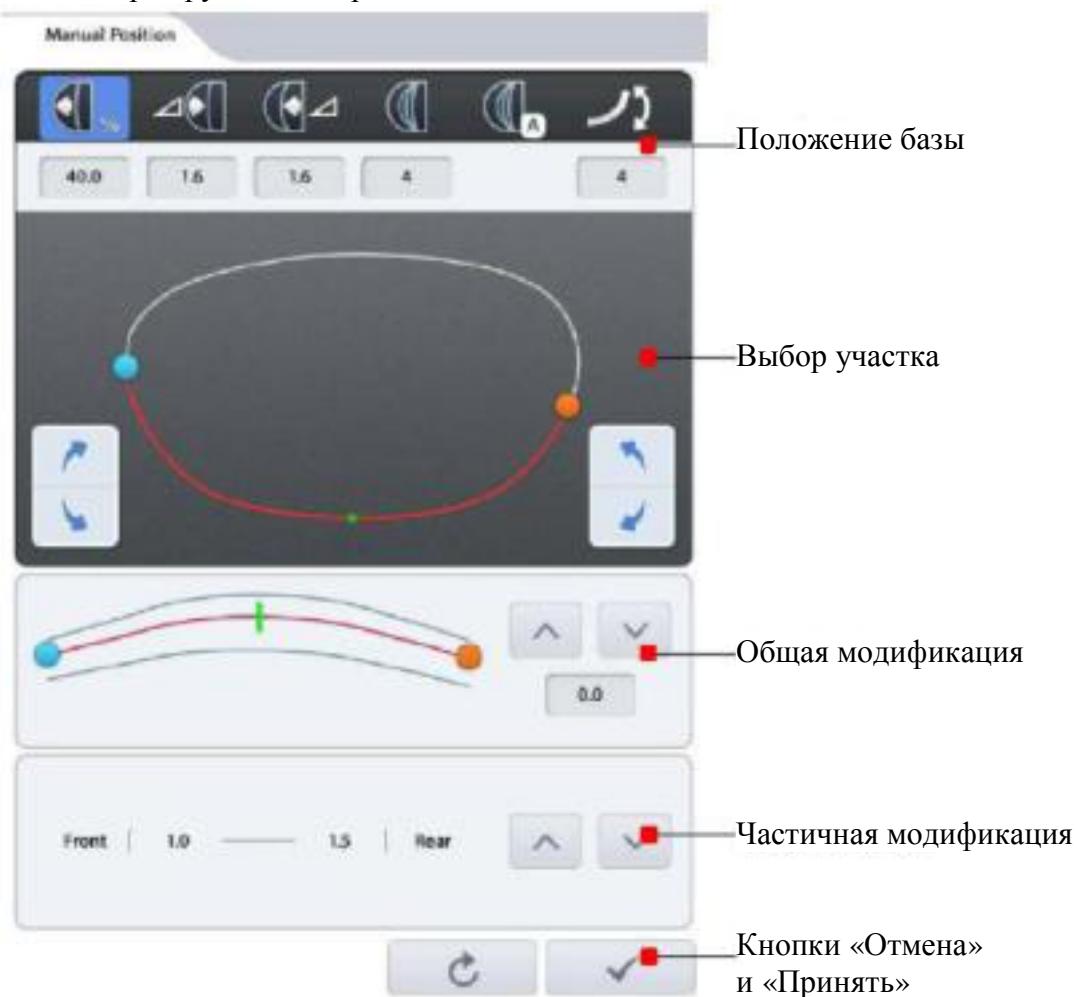 Manual Position
%
A
Положение базы
40.0 1.6 1.6 4 4
Выбор участка
Общая модификация
0.0
Частичная модификация
Front 1.0 1.5 Rear
Кнопки «Отмена»
и «Принять»